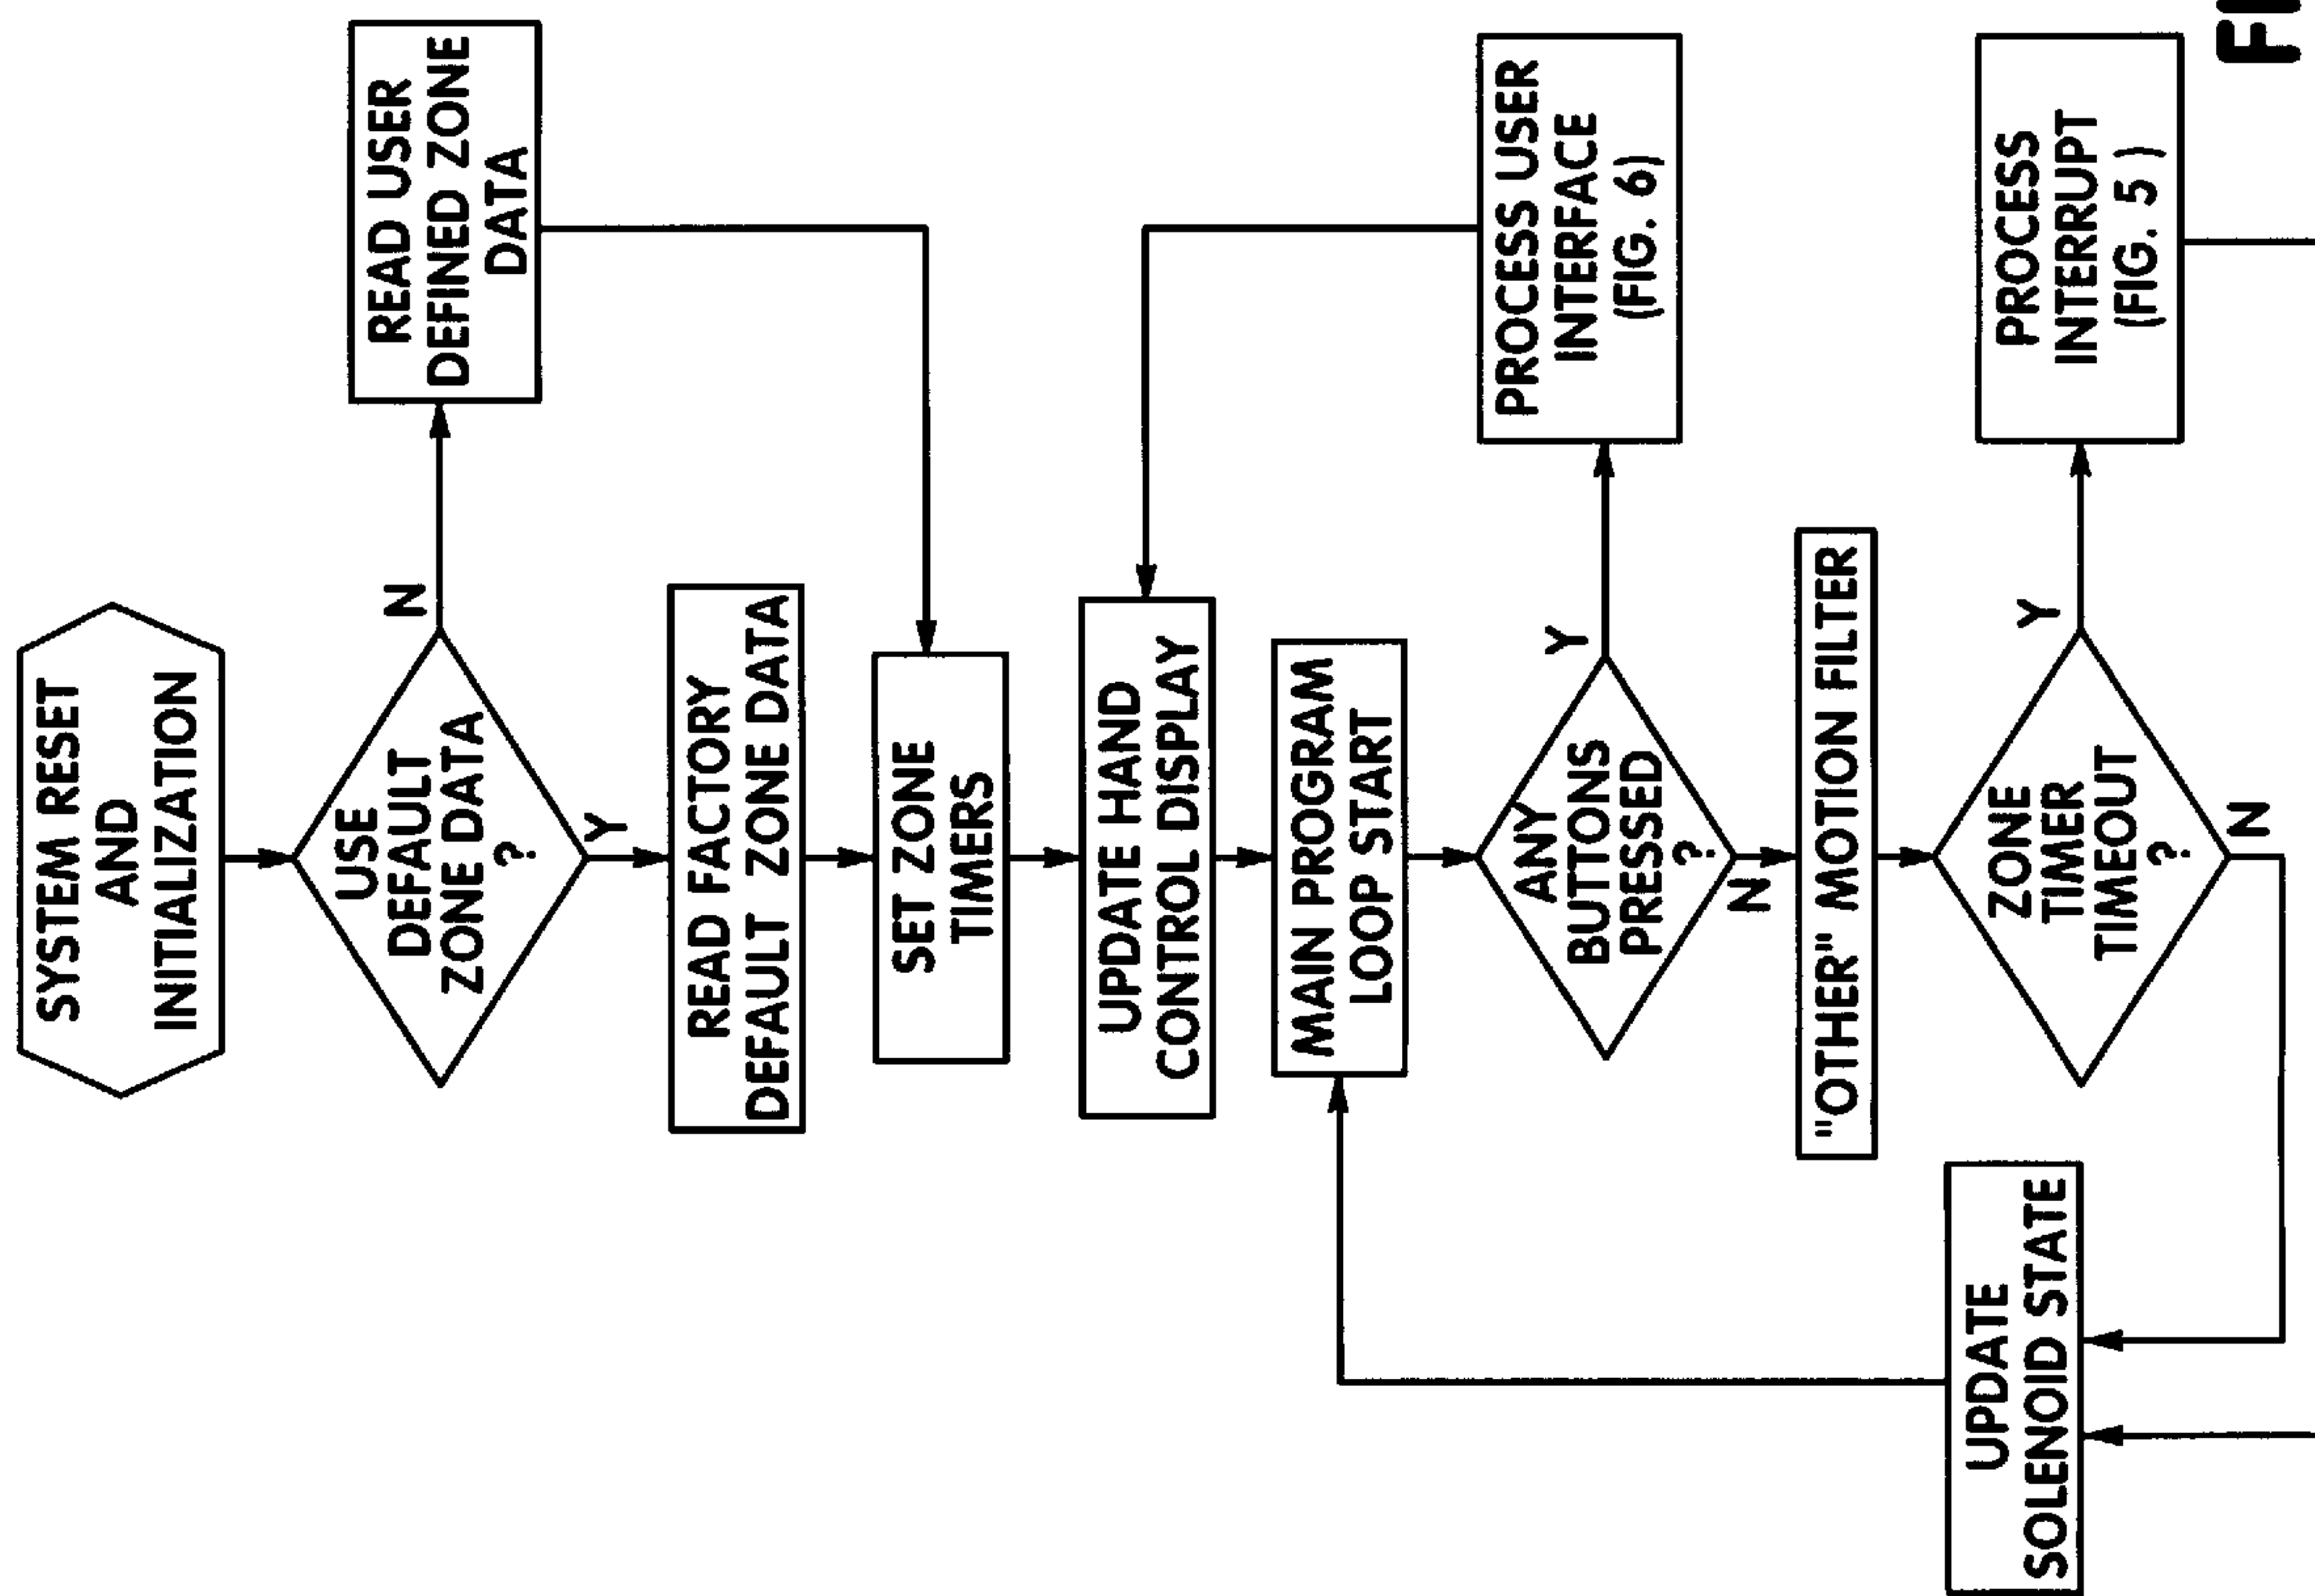 SYSTEM RESET
AND
INITIALIZATION
USE
DEFAULT
ZONE DATA
?
N
READ USER
DEFINED ZONE
DATA
Y
READ FACTORY
DEFAULT ZONE DATA
SET ZONE
TIMERS
UPDATE HAND
CONTROL DISPLAY
MAIN PROGRAM
LOOP START
ANY
BUTTONS
PRESSED
?
Y
PROCESS USER
INTERFACE
(FIG. 6)
N
"OTHER" MOTION FILTER
ZONE
TIMER
TIMEOUT
?
Y
PROCESS
INTERRUPT
(FIG. 5 )
N
UPDATE
SOLENOID STATE